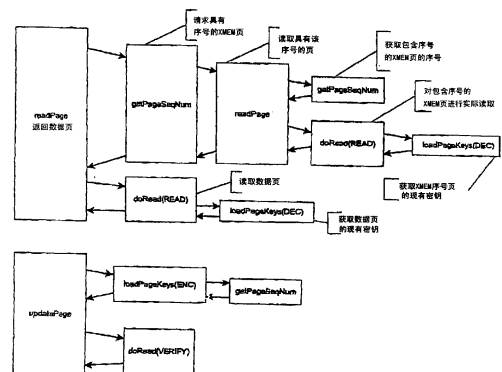 请求具有
序号的XMEM页
读取具有该
序号的页
获取包含序号
的XMEM页的序号
getPageSeqNum
对包含序号的
XMEM页进行实际读取
readPage
返回数据页
getPageSeqNum
readPage
doRead(READ)
loadPageKeys(DEC)
读取数据页
获取XMEM序号页
的现有密钥
doRead(READ)
loadPageKeys(DEC)
获取数据页
的现有密钥
loadPageKeys(ENC)
getPageSeqNum
updatePage
doRead(VERIFY)